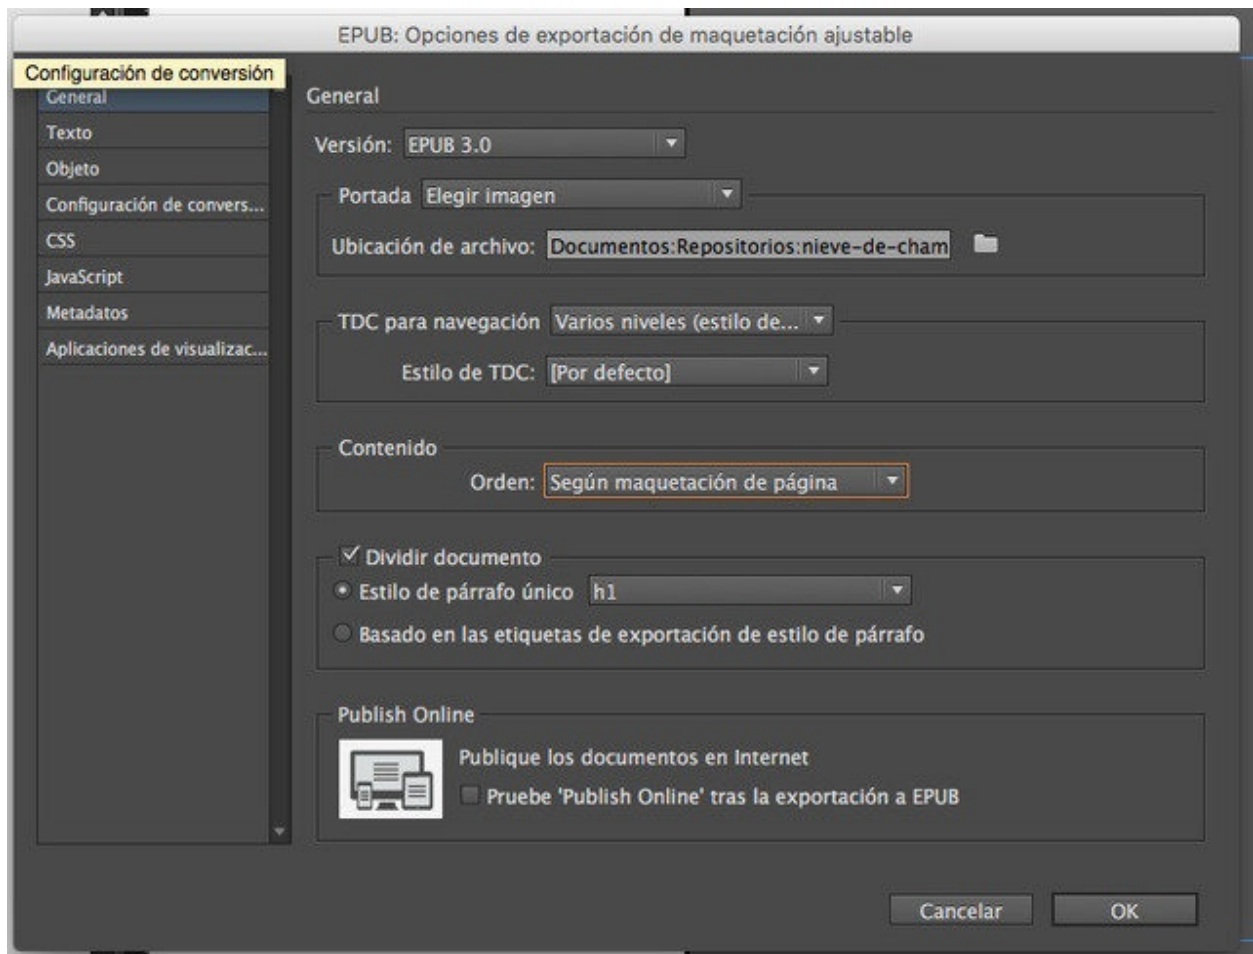 EPUB: Opciones de exportación de maquetación ajustable
Configuración de conversión
General
Texto
Objeto
Configuración de convers...
CSS
JavaScript
Metadatos
Aplicaciones de visualizac...
General
Versión: EPUB 3.0
Portada Elegir imagen
Ubicación de archivo: Documentos:Repositorios:nieve-de-cham
TDC para navegación Varios niveles (estilo de...
Estilo de TDC: [Por defecto]
Contenido
Orden: Según maquetación de página
Dividir documento
Estilo de párrafo único h1
Basado en las etiquetas de exportación de estilo de párrafo
Publish Online
Publique los documentos en Internet
Pruebe 'Publish Online' tras la exportación a EPUB
Cancelar OK